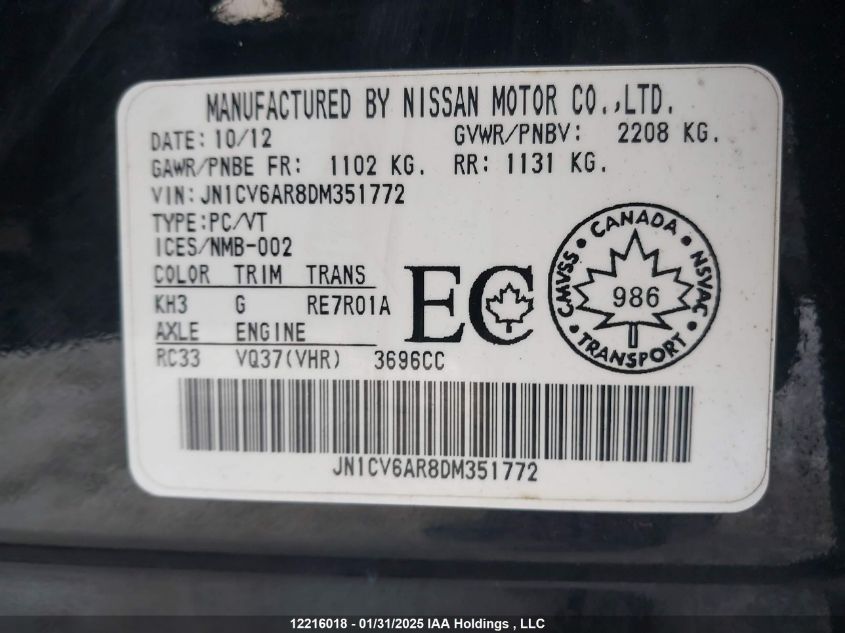 MANUFACTURED BY NISSAN MOTOR CO.,LTD.
DATE: 10/12 GVWR/PNBV: 2208 KG.
GAWR/PNBE FR: 1102 KG. RR: 1131 KG.
VIN: JN1CV6AR8DM351772
TYPE:PC/VT
ICES/NMB-002
COLOR TRIM TRANS
KH3 G RE7R01A
AXLE ENGINE
RC33 VQ37(VHR) 3696CC
EC
CANADA
CMVSS
NSVAC
986
TRANSPORT
JN1CV6AR8DM351772
12216018 - 01/31/2025 IAA Holdings , LLC